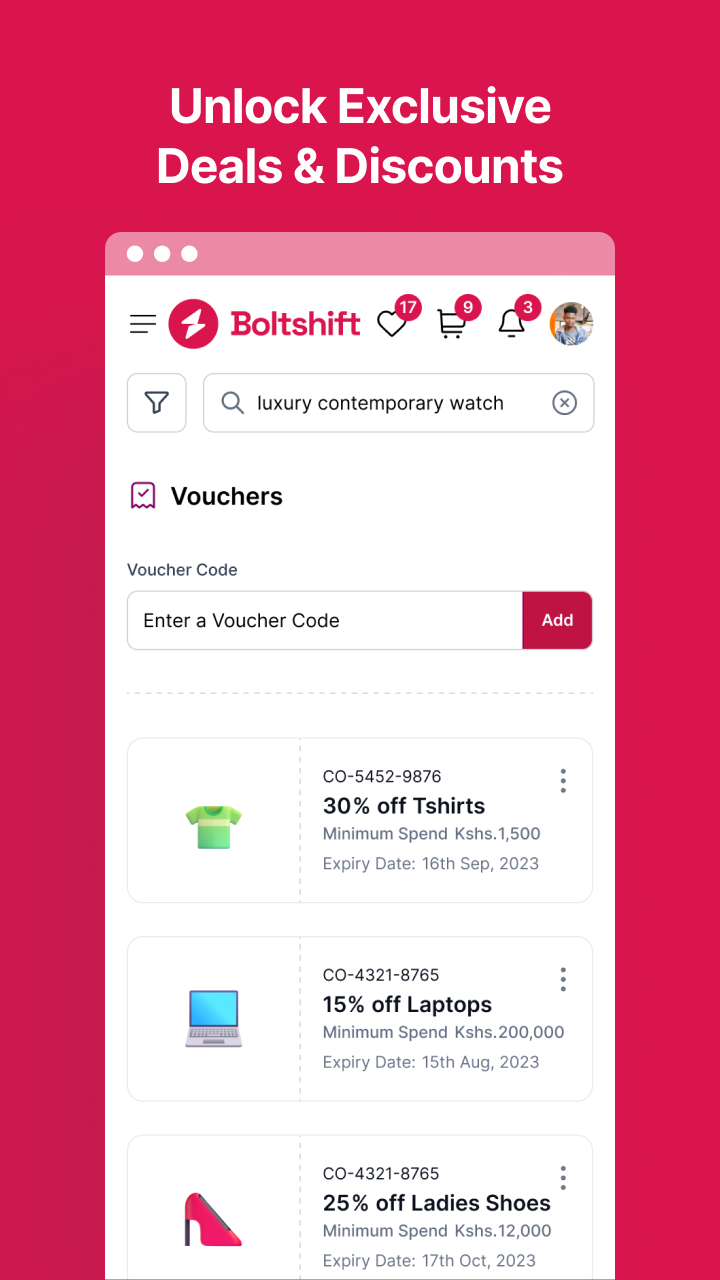 Unlock Exclusive
Deals & Discounts
Boltshift
17
9
3
luxury contemporary watch
Vouchers
Voucher Code
Enter a Voucher Code
Add
CO-5452-9876
30% off Tshirts
Minimum Spend Kshs.1,500
Expiry Date: 16th Sep, 2023
CO-4321-8765
15% off Laptops
Minimum Spend Kshs.200,000
Expiry Date: 15th Aug, 2023
CO-4321-8765
25% off Ladies Shoes
Minimum Spend Kshs.12,000
Expiry Date: 17th Oct, 2023